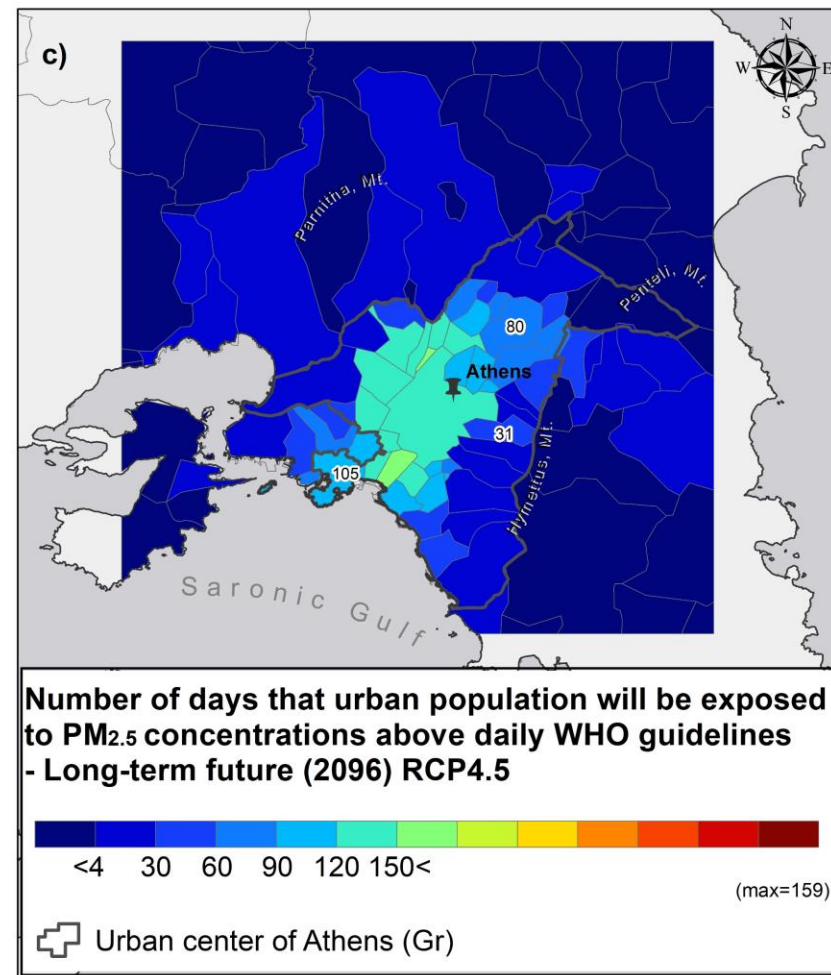 c)
N
W E
S
Parnitha, Mt.
Penteli, Mt.
80
Athens
31
105
Hymettus, Mt.
Saronic Gulf
Number of days that urban population will be exposed
to PM2.5 concentrations above daily WHO guidelines
- Long-term future (2096) RCP4.5
<4 30 60 90 120 150<
(max=159)
Urban center of Athens (Gr)